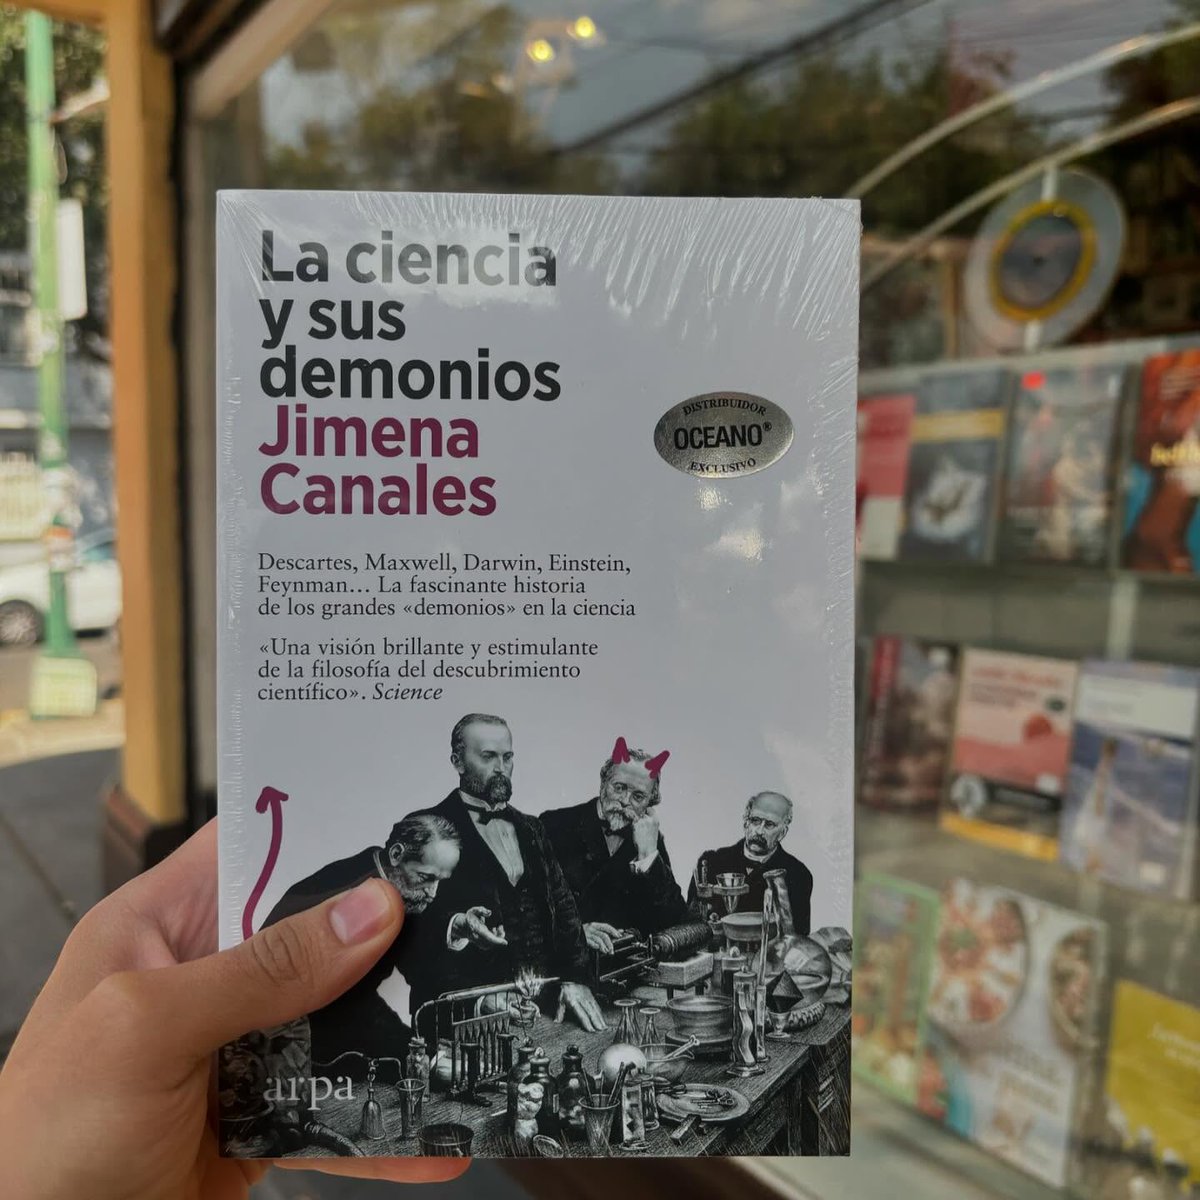 La ciencia
y sus
demonios
Jimena
Canales
DISTRIBUIDOR
OCEANO®
EXCLUSIVO
Descartes, Maxwell, Darwin, Einstein,
Feynman... La fascinante historia
de los grandes «demonios» en la ciencia
«Una visión brillante y estimulante
de la filosofía del descubrimiento
científico». Science
arpa